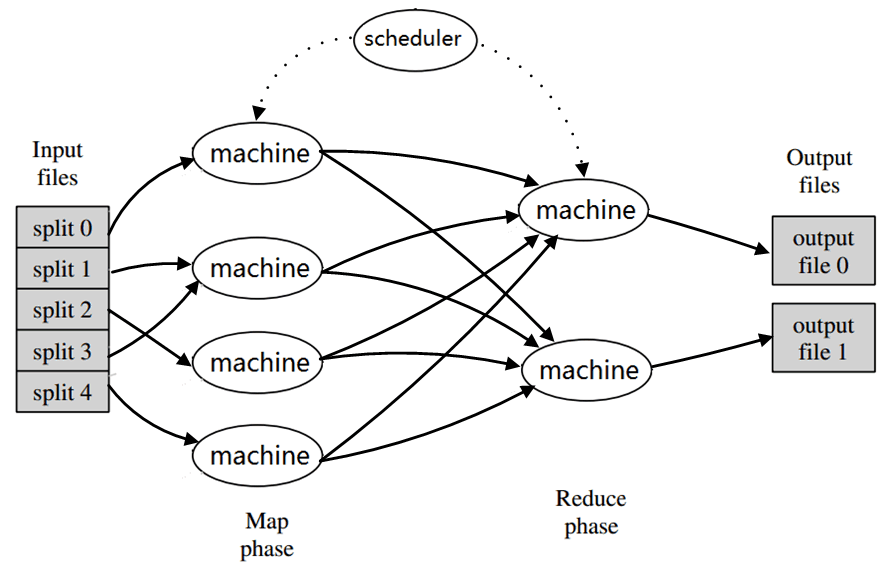 scheduler
Input
files
split 0
split 1
split 2
split 3
split 4
machine
machine
machine
machine
Map
phase
machine
machine
Reduce
phase
Output
files
output
file 0
output
file 1